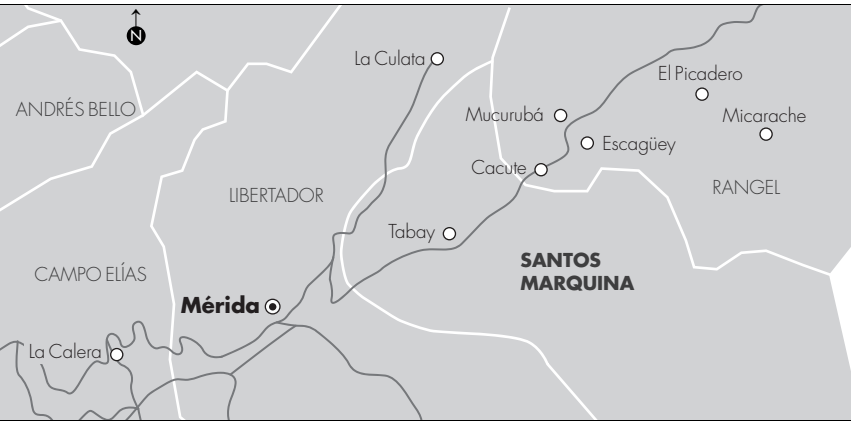 N
La Culata
El Picadero
ANDRÉS BELLO
Mucurubá
Micarache
Escagüey
Cacute
LIBERTADOR
RANGEL
Tabay
SANTOS
MARQUINA
CAMPO ELÍAS
Mérida
La Calera